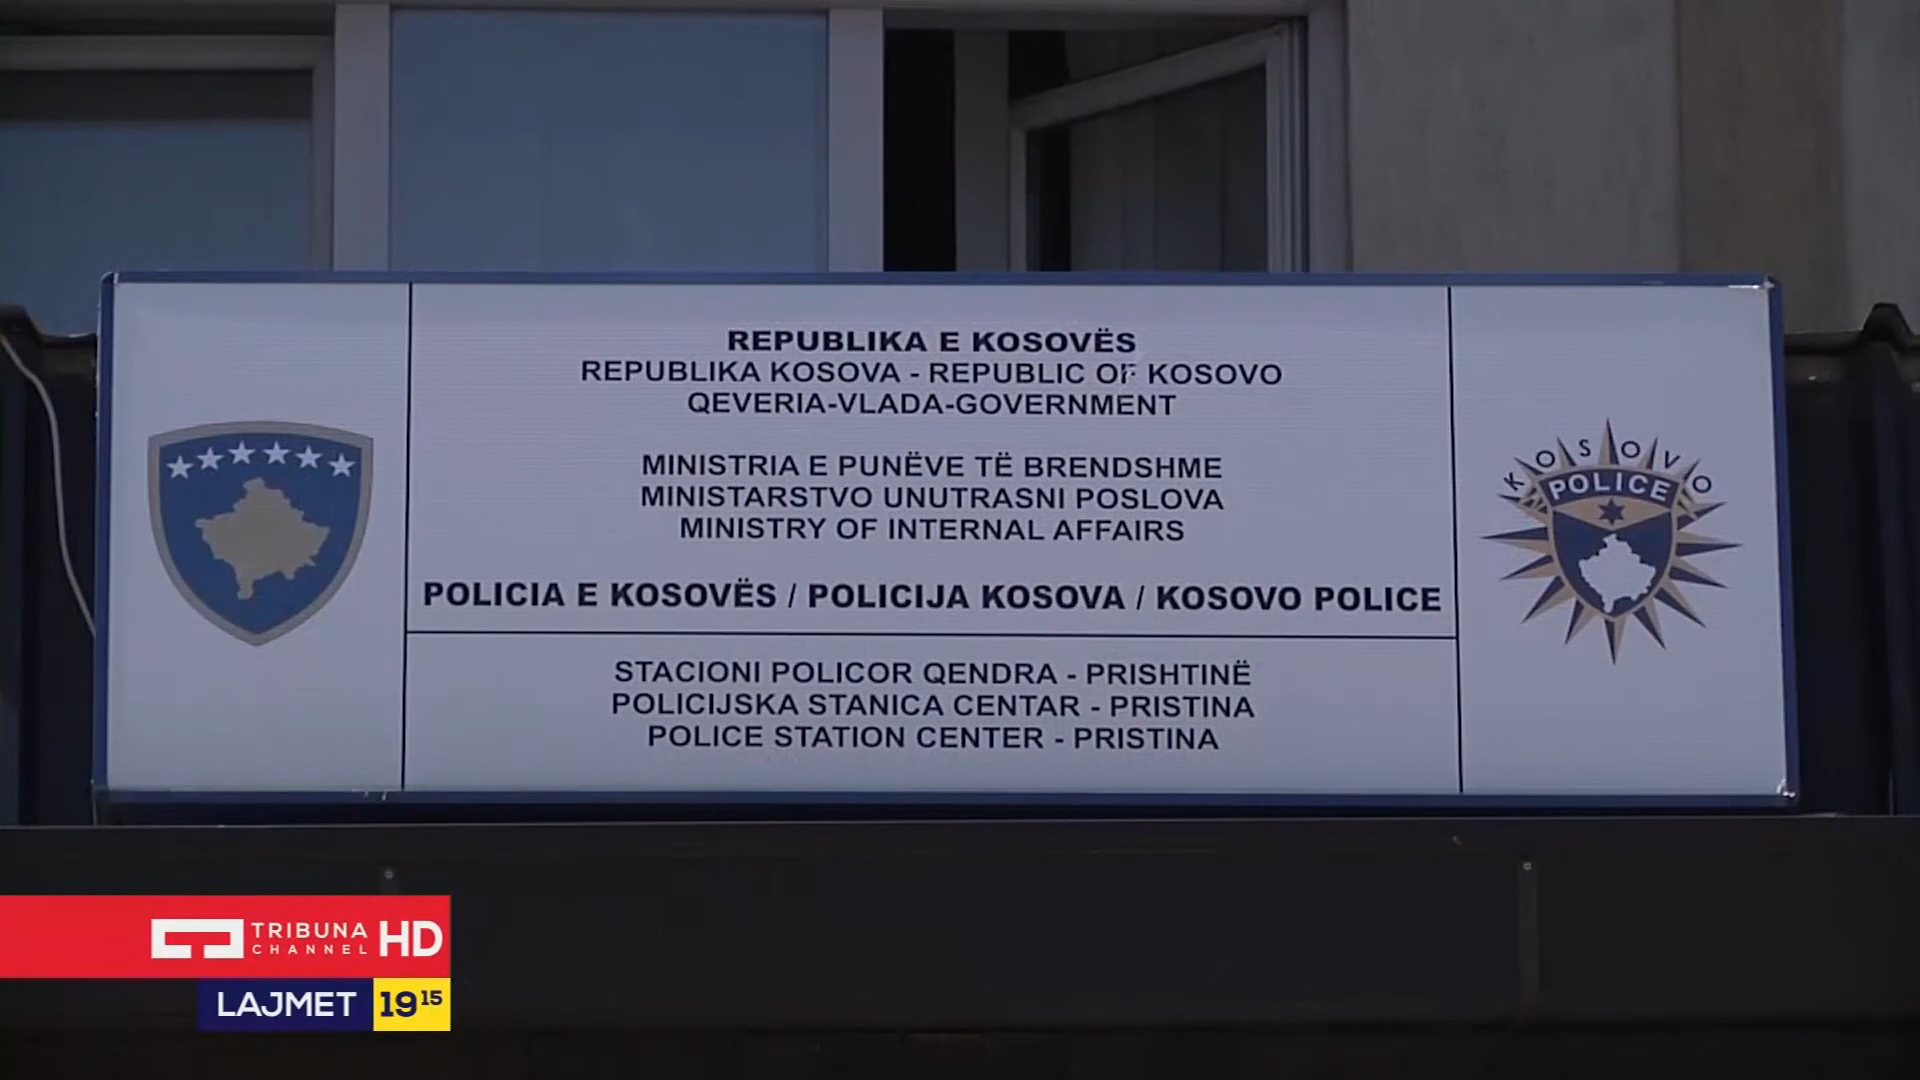 REPUBLIKA E KOSOVËS
REPUBLIKA KOSOVA - REPUBLIC OF KOSOVO
QEVERIA-VLADA-GOVERNMENT
MINISTRIA E PUNËVE TË BRENDSHME
MINISTARSTVO UNUTRASNI POSLOVA
MINISTRY OF INTERNAL AFFAIRS
POLICIA E KOSOVËS / POLICIJA KOSOVA / KOSOVO POLICE
STACIONI POLICOR QENDRA - PRISHTINË
POLICIJSKA STANICA CENTAR - PRISTINA
POLICE STATION CENTER - PRISTINA
KOSOVO
POLICE
TRIBUNA
CHANNEL
HD
LAJMET 19 15